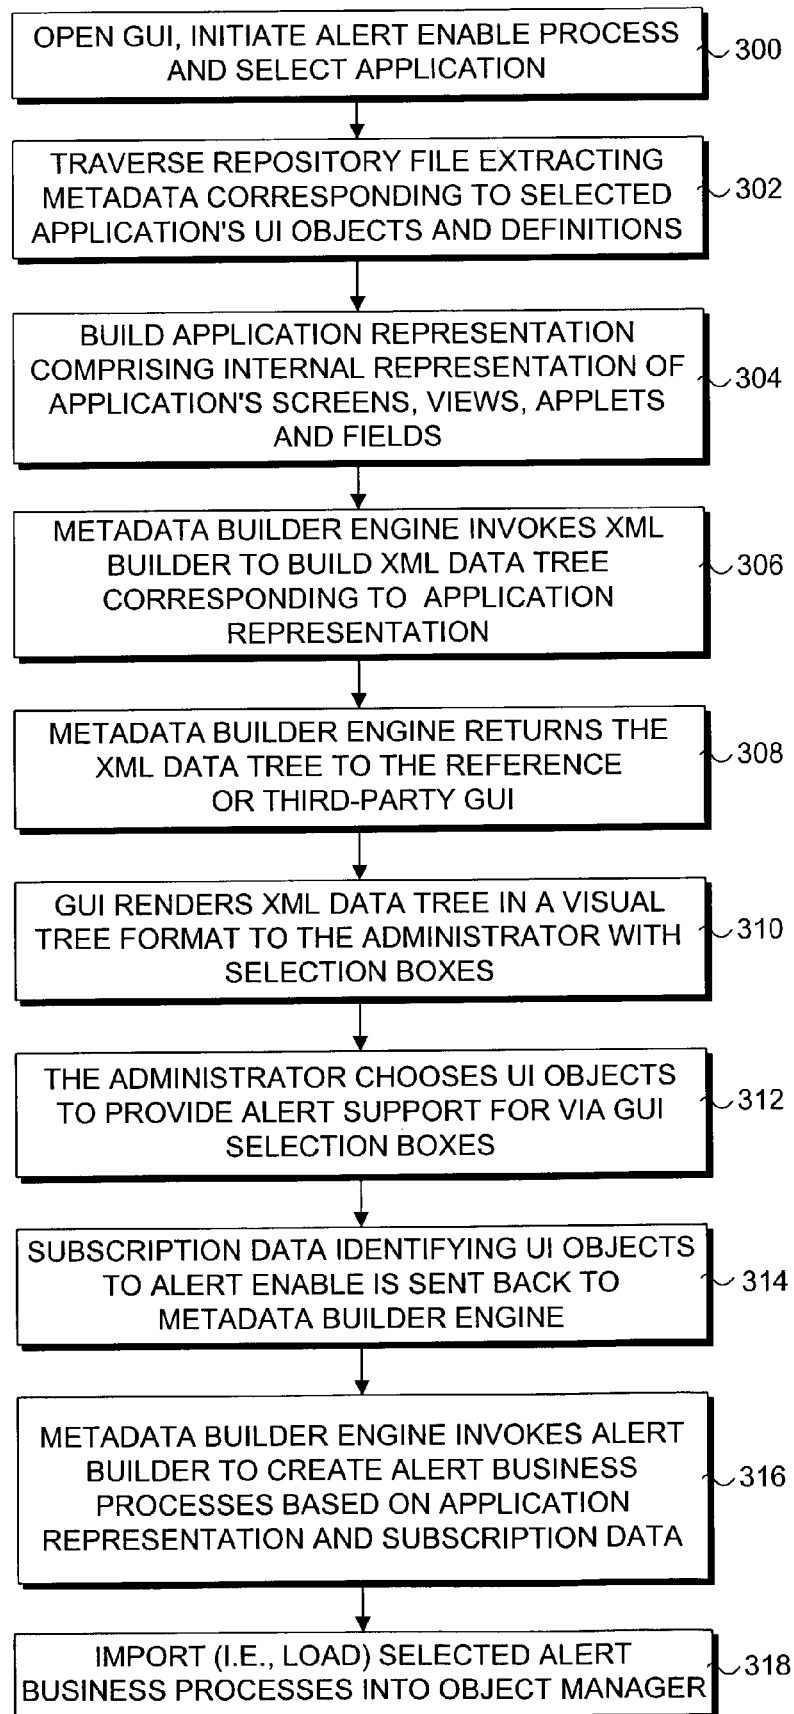 OPEN GUI, INITIATE ALERT ENABLE PROCESS
AND SELECT APPLICATION
300
TRAVERSE REPOSITORY FILE EXTRACTING
METADATA CORRESPONDING TO SELECTED
APPLICATION'S UI OBJECTS AND DEFINITIONS
302
BUILD APPLICATION REPRESENTATION
COMPRISING INTERNAL REPRESENTATION OF
APPLICATION'S SCREENS, VIEWS, APPLETS
AND FIELDS
304
METADATA BUILDER ENGINE INVOKES XML
BUILDER TO BUILD XML DATA TREE
CORRESPONDING TO APPLICATION
REPRESENTATION
306
METADATA BUILDER ENGINE RETURNS THE
XML DATA TREE TO THE REFERENCE
OR THIRD-PARTY GUI
308
GUI RENDERS XML DATA TREE IN A VISUAL
TREE FORMAT TO THE ADMINISTRATOR WITH
SELECTION BOXES
310
THE ADMINISTRATOR CHOOSES UI OBJECTS
TO PROVIDE ALERT SUPPORT FOR VIA GUI
SELECTION BOXES
312
SUBSCRIPTION DATA IDENTIFYING UI OBJECTS
TO ALERT ENABLE IS SENT BACK TO
METADATA BUILDER ENGINE
314
METADATA BUILDER ENGINE INVOKES ALERT
BUILDER TO CREATE ALERT BUSINESS
PROCESSES BASED ON APPLICATION
REPRESENTATION AND SUBSCRIPTION DATA
316
IMPORT (I.E., LOAD) SELECTED ALERT
BUSINESS PROCESSES INTO OBJECT MANAGER
318